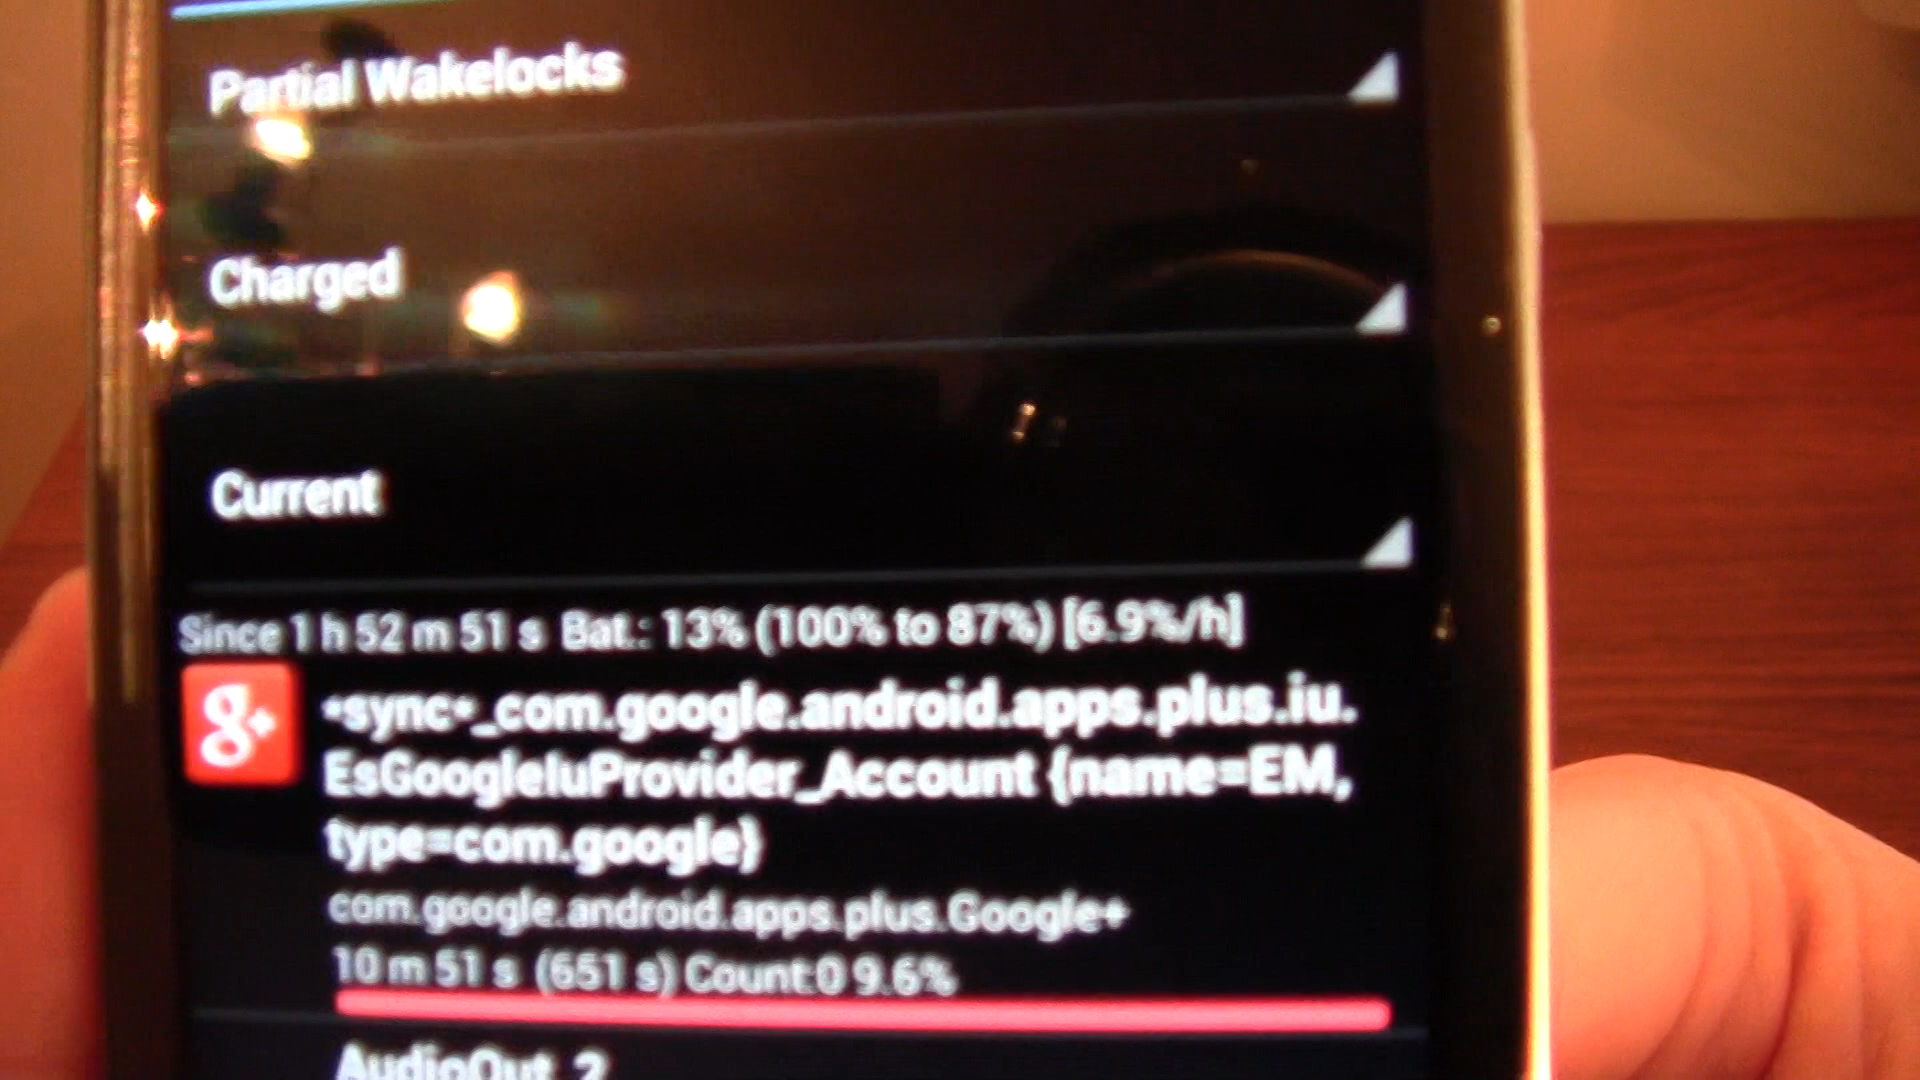 Partial Wakelocks
Charged
Current
Since 1 h 52 m 51 s Bat.: 13% (100% to 87%) [6.9%/h]
g+
*sync*_com.google.android.apps.plus.iu.
EsGoogleIuProvider_Account {name=EM,
type=com.google}
com.google.android.apps.plus.Google+
10 m 51 s (651 s) Count:0 9.6%
AudioOut_2